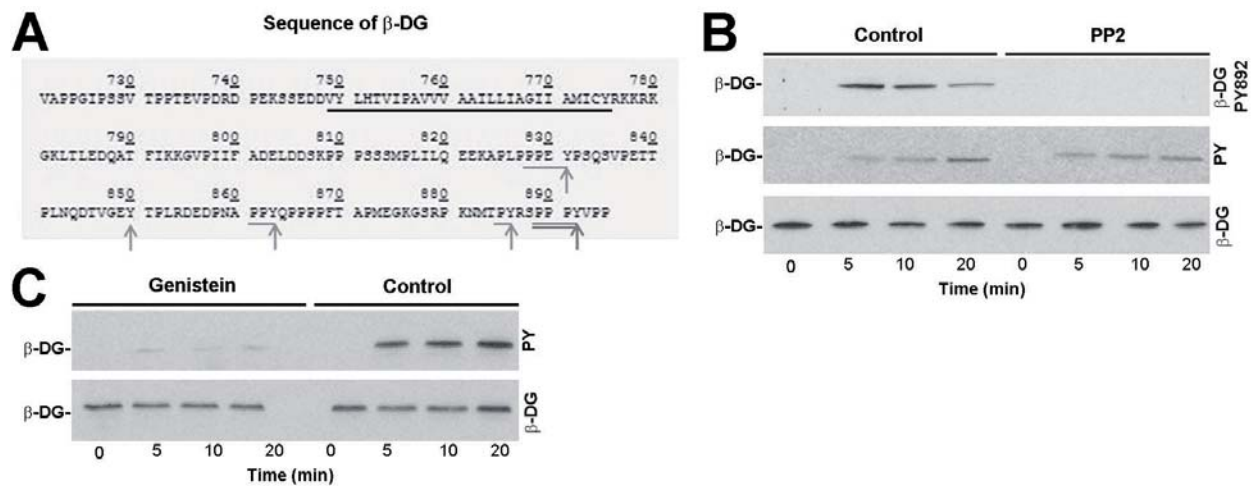 A
Sequence of β-DG
730 740 750 760 770 780
VAPPGIPSSV TPPTEVPDRD PEKSSEDDVY LHTVIPAVVV AAILLIAGII AMICYRKKRK
790 800 810 820 830 840
GKLTLEDQAT FIKKGVPIIF ADELDDSKPP PSSSMPLILQ EEKAPLPPPE YPSQSVPETT
850 860 870 880 890
PLNQDTVGEY TPLRDEDPNA PPYQPPPPFT APMEGKGSRP KNMTPYRSPP PYVPP
B
Control PP2
β-DG- β-DG PY892
β-DG- PY
β-DG- β-DG
0 5 10 20 0 5 10 20
Time (min)
C
Genistein Control
β-DG- PY
β-DG- β-DG
0 5 10 20 0 5 10 20
Time (min)